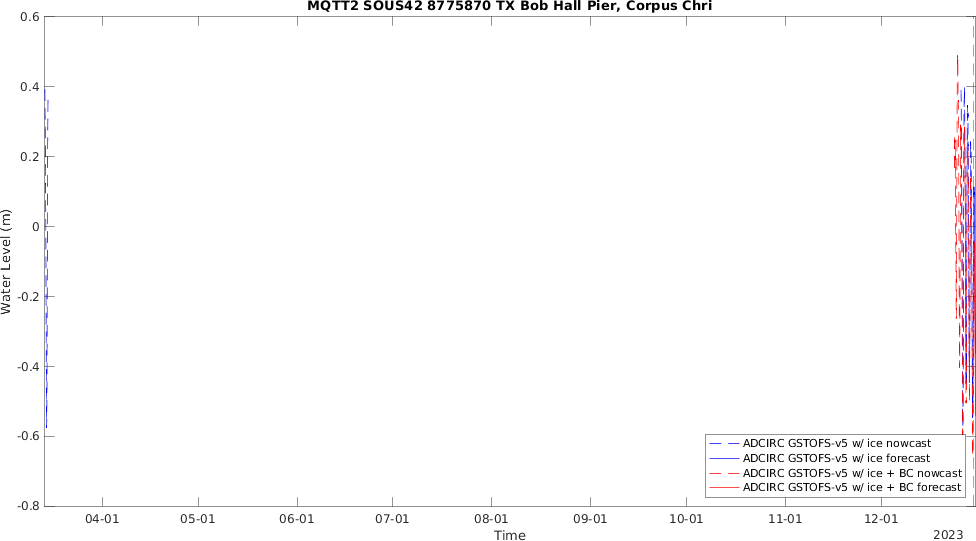 MQTT2 SOUS42 8775870 TX Bob Hall Pier, Corpus Chri
0.6
0.4
0.2
0
-0.2
-0.4
-0.6
-0.8
Water Level (m)
04-01 05-01 06-01 07-01 08-01 09-01 10-01 11-01 12-01
Time
2023
ADCIRC GSTOFS-v5 w/ ice nowcast
ADCIRC GSTOFS-v5 w/ ice forecast
ADCIRC GSTOFS-v5 w/ ice + BC nowcast
ADCIRC GSTOFS-v5 w/ ice + BC forecast